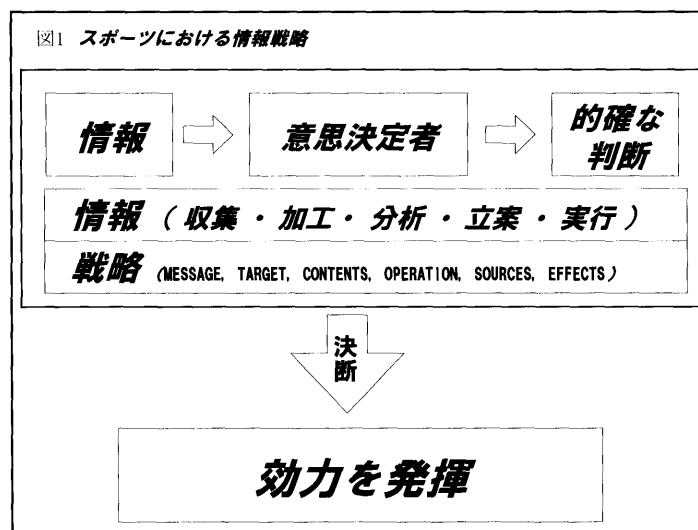 図1 スポーツにおける情報戦略
情報
意思決定者
的確な
判断
情報 ( 収集 ・ 加工 ・ 分析 ・ 立案 ・ 実行 )
戦略 (MESSAGE, TARGET, CONTENTS, OPERATION, SOURCES, EFFECTS)
決
断
効力を発揮